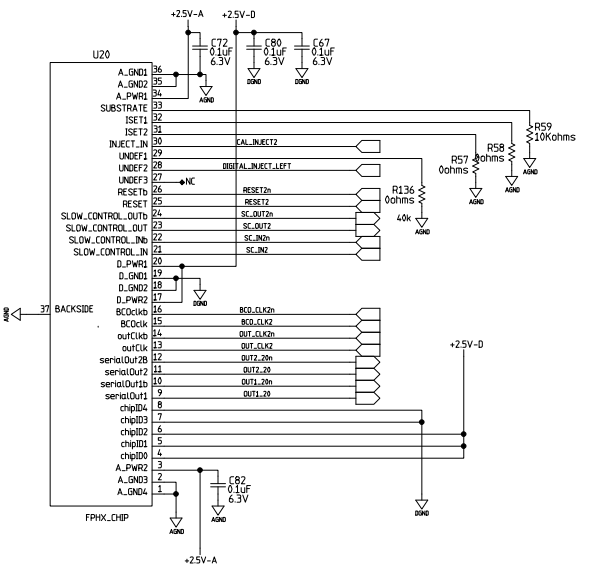 +2.5V-A
+2.5V-D
C72
0.1uF
6.3V
C80
0.1uF
6.3V
C67
0.1uF
6.3V
AGND
DGND
DGND
U20
A_GND1 36
A_GND2 35
A_PWR1 34
SUBSTRATE 33
ISET1 32
ISET2 31
INJECT_IN 30 CAL_INJECT2
UNDEF1 29
UNDEF2 28 DIGITAL_INJECT_LEFT
UNDEF3 27 NC
RESETb 26 RESET2n
RESET 25 RESET2
SLOW_CONTROL_OUTb 24 SC_OUT2n
SLOW_CONTROL_OUT 23 SC_OUT2
SLOW_CONTROL_INb 22 SC_IN2n
SLOW_CONTROL_IN 21 SC_IN2
D_PWR1 20
D_GND1 19
D_GND2 18
D_PWR2 17
DGND
R59
10Kohms
AGND
R58
0ohms
AGND
R57
0ohms
AGND
R136
0ohms
40k
AGND
AGND
37 BACKSIDE
BCOclkb 16 BCO_CLK2n
BCOclk 15 BCO_CLK2
outClkb 14 OUT_CLK2n
outClk 13 OUT_CLK2
serialOut2B 12 OUT2_20n
serialOut2 11 OUT2_20
serialOut1b 10 OUT1_20n
serialOut1 9 OUT1_20
chipID4 8
chipID3 7
chipID2 6
chipID1 5
chipID0 4
A_PWR2 3
A_GND3 2
A_GND4 1
+2.5V-D
C82
0.1uF
6.3V
AGND
AGND
DGND
FPHX_CHIP
+2.5V-A